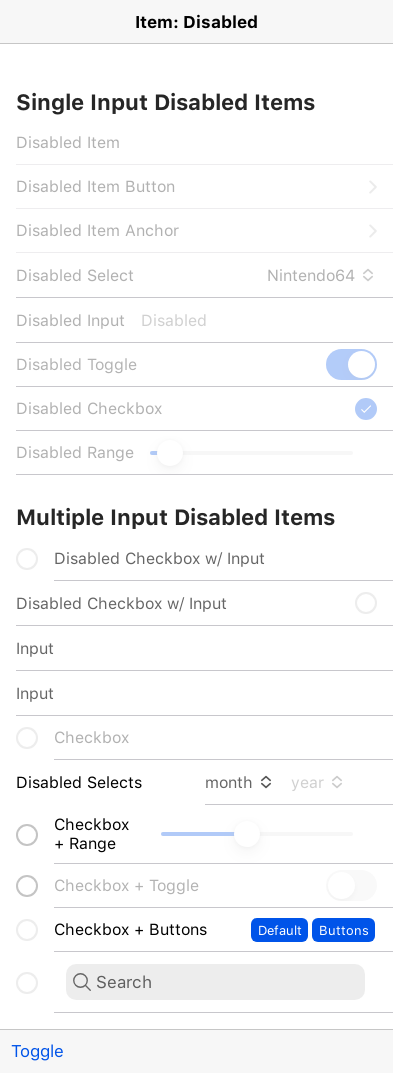 Item: Disabled
Single Input Disabled Items
Disabled Item
Disabled Item Button
Disabled Item Anchor
Disabled Select Nintendo64
Disabled Input Disabled
Disabled Toggle
Disabled Checkbox
Disabled Range
Multiple Input Disabled Items
Disabled Checkbox w/ Input
Disabled Checkbox w/ Input
Input
Input
Checkbox
Disabled Selects month year
Checkbox
+ Range
Checkbox + Toggle
Checkbox + Buttons Default Buttons
Search
Toggle